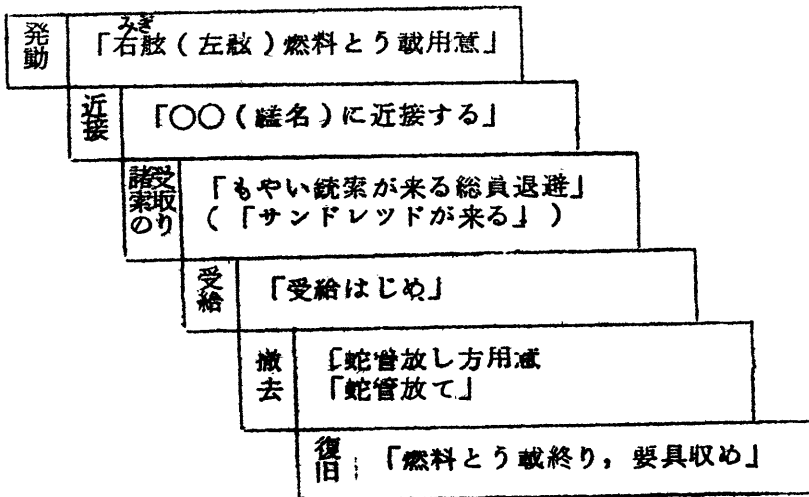 発動
みぎ
「右舷（左舷）燃料とう載用意」
近接
「〇〇（艦名）に近接する」
諸索の受取り
「もやい銃索が来る総員退避」
（「サンドレツドが来る」）
受給
「受給はじめ」
撤去
「蛇管放し方用意
「蛇管放て」
復旧
「燃料とう載終り，要具収め」